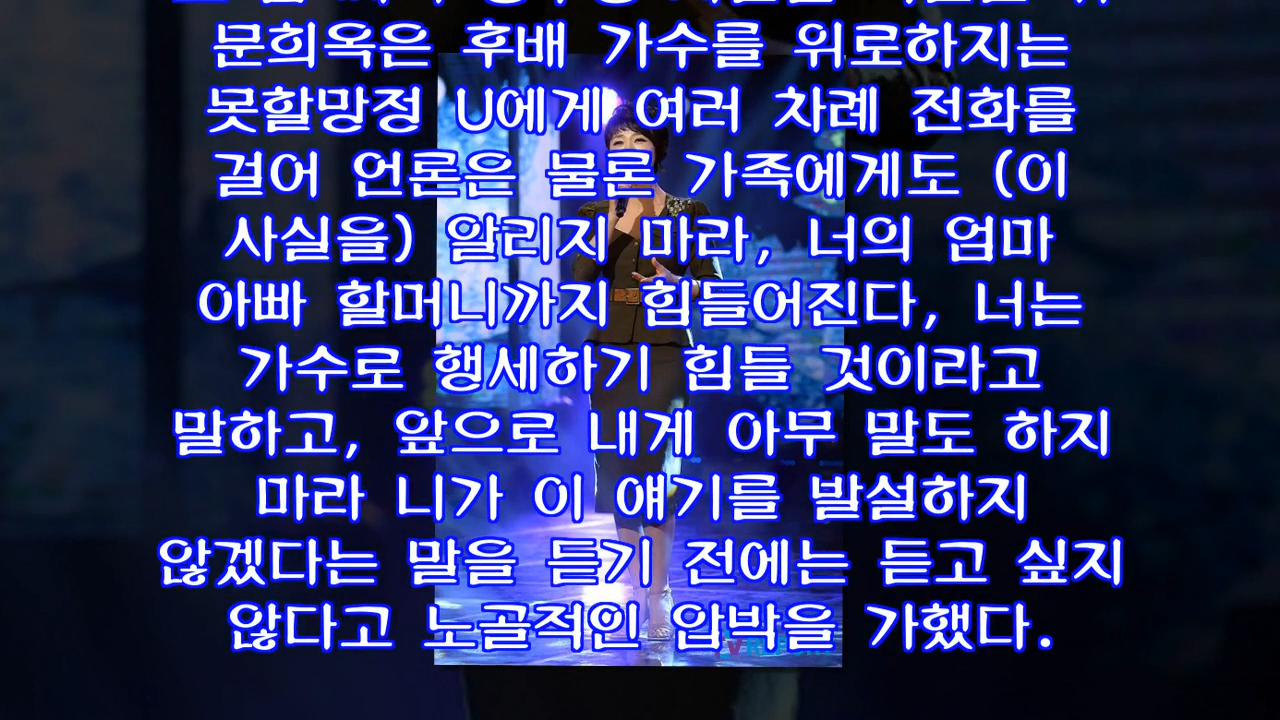 문희옥은 후배 가수를 위로하지는
못할망정 U에게 여러 차례 전화를
걸어 언론은 물론 가족에게도 (이
사실을) 알리지 마라, 너의 엄마
아빠 할머니까지 힘들어진다, 너는
가수로 행세하기 힘들 것이라고
말하고, 앞으로 내게 아무 말도 하지
마라 니가 이 얘기를 발설하지
않겠다는 말을 듣기 전에는 듣고 싶지
않다고 노골적인 압박을 가했다.